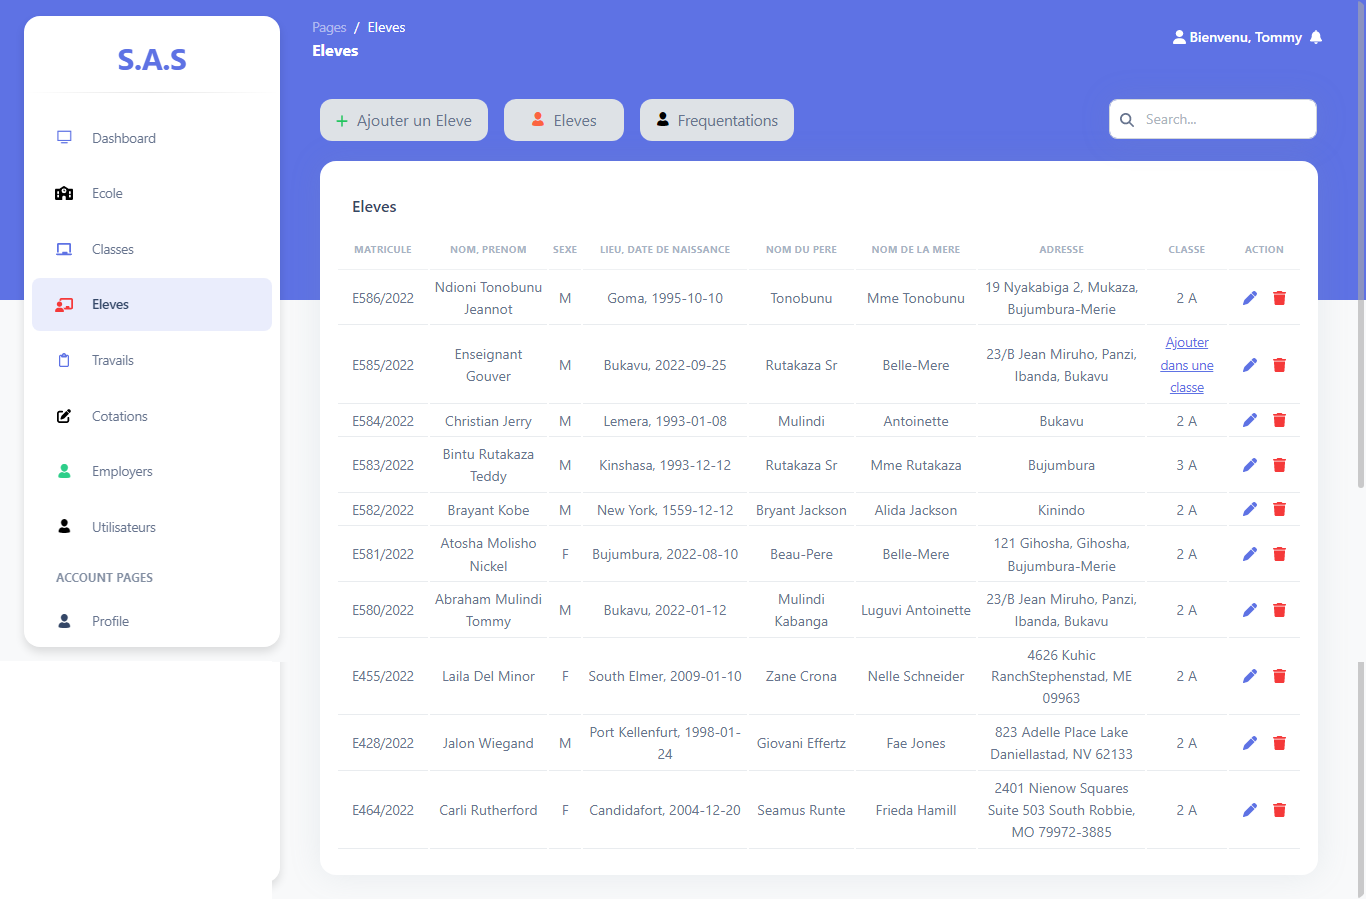 S.A.S
Dashboard
Ecole
Classes
Eleves
Travails
Cotations
Employers
Utilisateurs
ACCOUNT PAGES
Profile
Pages / Eleves
Eleves
Bienvenu, Tommy
Ajouter un Eleve
Eleves
Frequentations
Search...
Eleves
MATRICULE NOM, PRENOM SEXE LIEU, DATE DE NAISSANCE NOM DU PERE NOM DE LA MERE ADRESSE CLASSE ACTION
E586/2022 Ndioni Tonobunu Jeannot M Goma, 1995-10-10 Tonobunu Mme Tonobunu 19 Nyakabiga 2, Mukaza, Bujumbura-Merie 2 A
E585/2022 Enseignant Gouver M Bukavu, 2022-09-25 Rutakaza Sr Belle-Mere 23/B Jean Miruho, Panzi, Ibanda, Bukavu Ajouter dans une classe
E584/2022 Christian Jerry M Lemera, 1993-01-08 Mulindi Antoinette Bukavu 2 A
E583/2022 Bintu Rutakaza Teddy M Kinshasa, 1993-12-12 Rutakaza Sr Mme Rutakaza Bujumbura 3 A
E582/2022 Brayant Kobe M New York, 1559-12-12 Bryant Jackson Alida Jackson Kinindo 2 A
E581/2022 Atosha Molisho Nickel F Bujumbura, 2022-08-10 Beau-Pere Belle-Mere 121 Gihosha, Gihosha, Bujumbura-Merie 2 A
E580/2022 Abraham Mulindi Tommy M Bukavu, 2022-01-12 Mulindi Kabanga Luguvi Antoinette 23/B Jean Miruho, Panzi, Ibanda, Bukavu 2 A
E455/2022 Laila Del Minor F South Elmer, 2009-01-10 Zane Crona Nelle Schneider 4626 Kuhic RanchStephenstad, ME 09963 2 A
E428/2022 Jalon Wiegand M Port Kellenfurt, 1998-01-24 Giovani Effertz Fae Jones 823 Adelle Place Lake Daniellastad, NV 62133 2 A
E464/2022 Carli Rutherford F Candidafort, 2004-12-20 Seamus Runte Frieda Hamill 2401 Nienow Squares Suite 503 South Robbie, MO 79972-3885 2 A